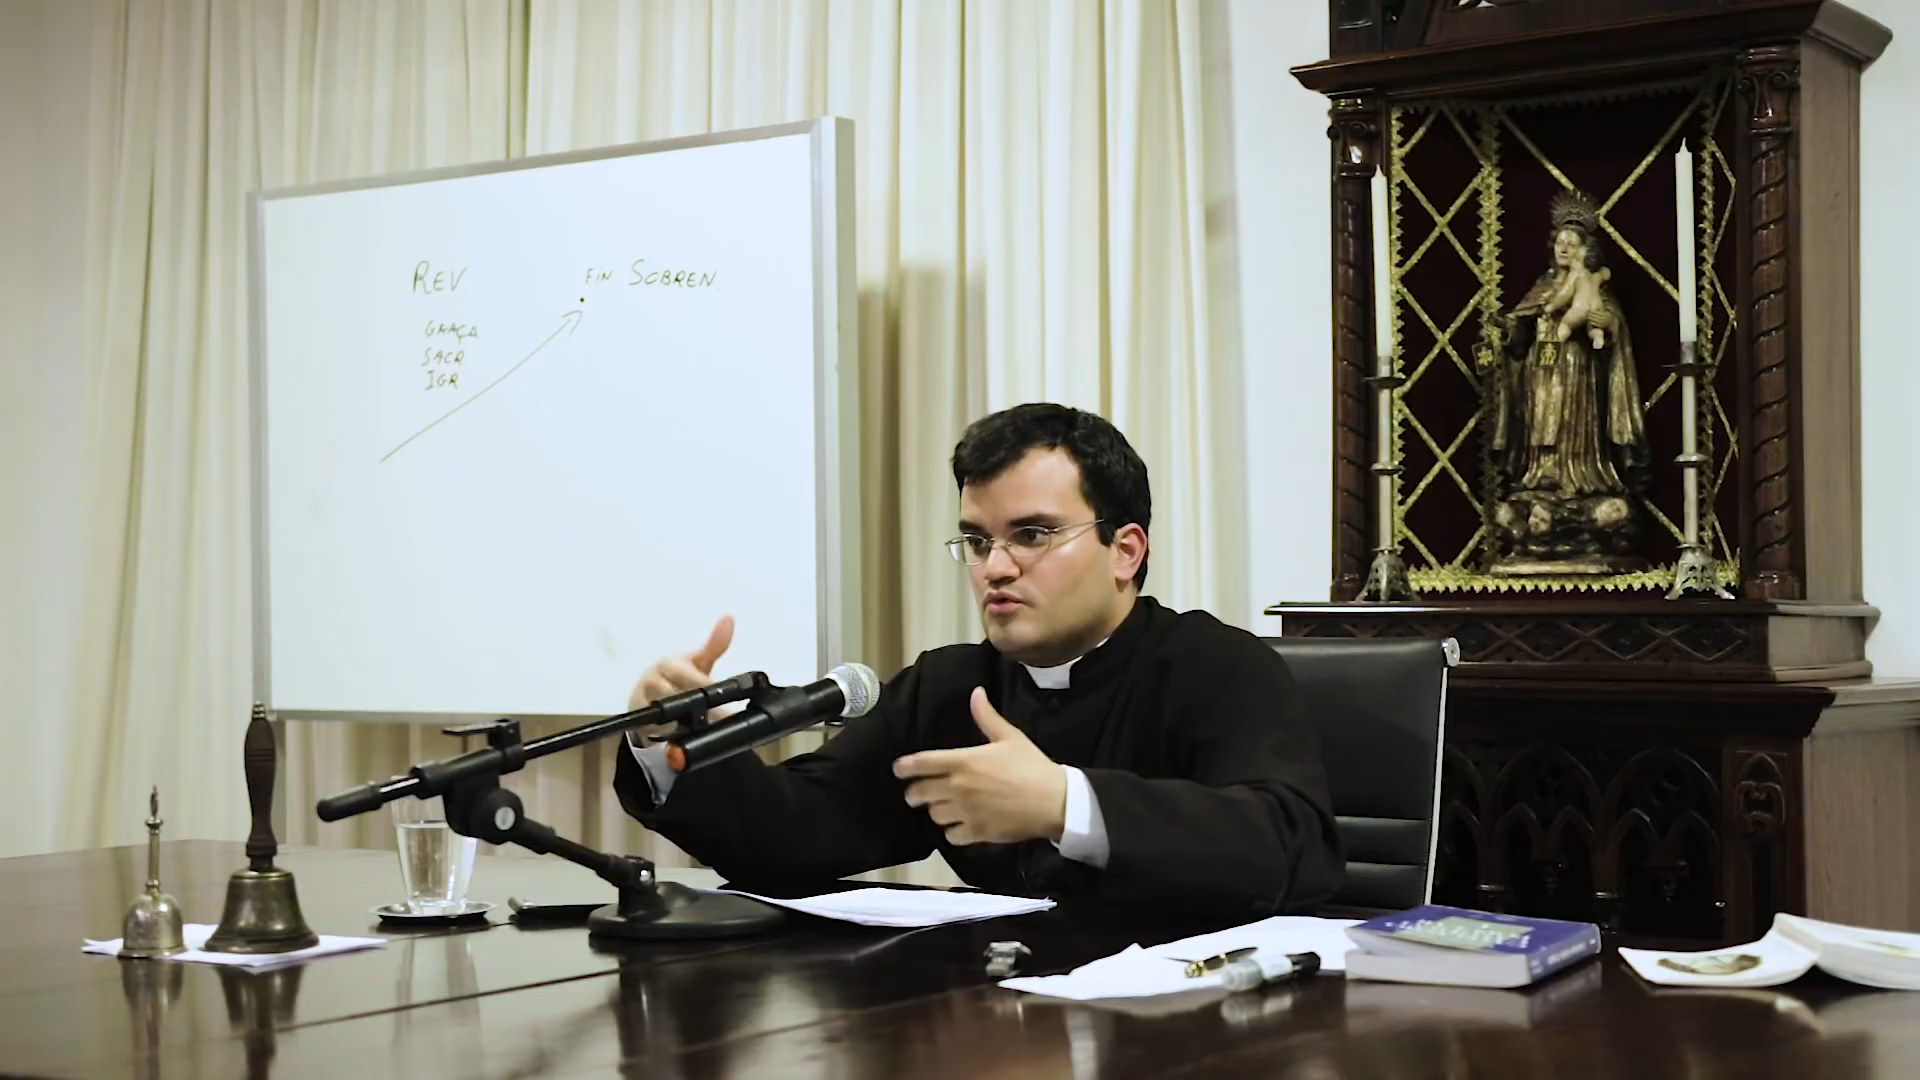 REV.
FIN. SOBREN.
GRAÇA
SACR
IGR